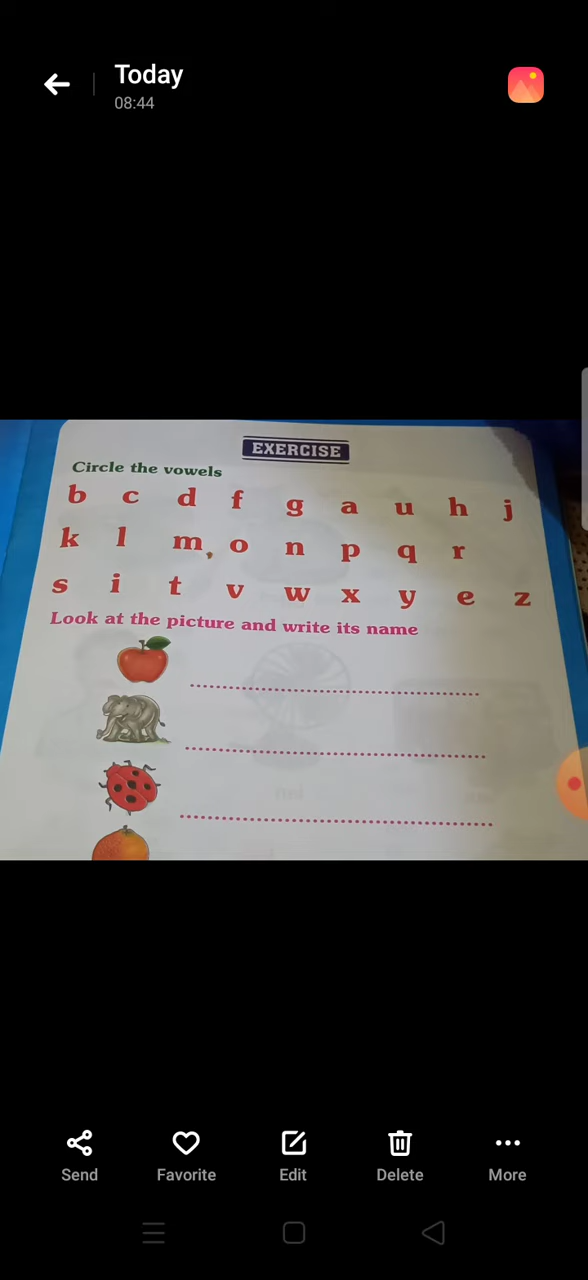 Today
08:44
EXERCISE
Circle the vowels
b c d f g a u h j
k l m o n p q r
s i t v w x y e z
Look at the picture and write its name
Send Favorite Edit Delete More